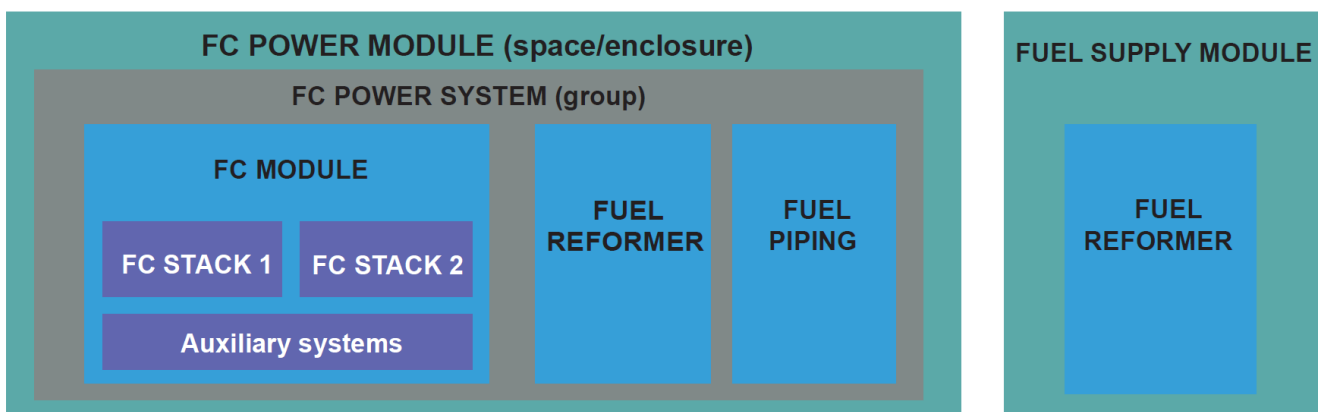 FC POWER MODULE (space/enclosure)
FC POWER SYSTEM (group)
FC MODULE
FC STACK 1
FC STACK 2
Auxiliary systems
FUEL
REFORMER
FUEL
PIPING
FUEL SUPPLY MODULE
FUEL
REFORMER